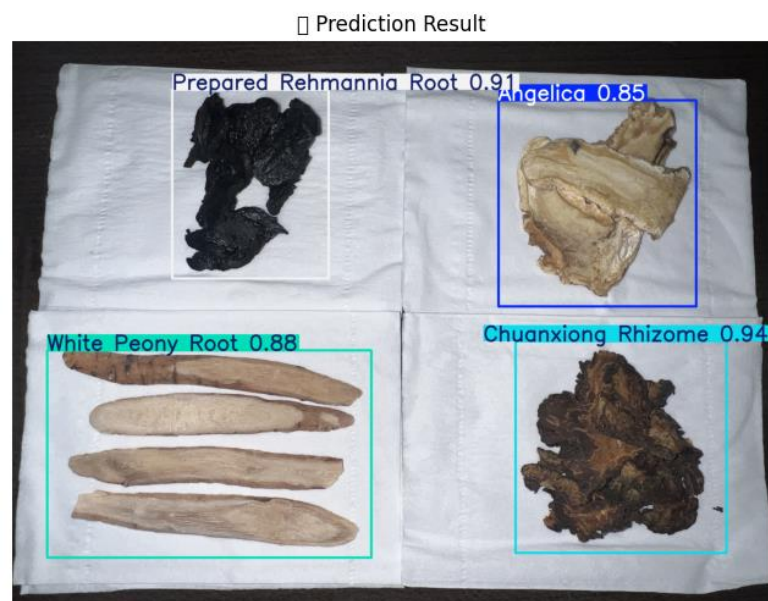 Prediction Result
Prepared Rehmannia Root 0.91
Angelica 0.85
White Peony Root 0.88
Chuanxiong Rhizome 0.94